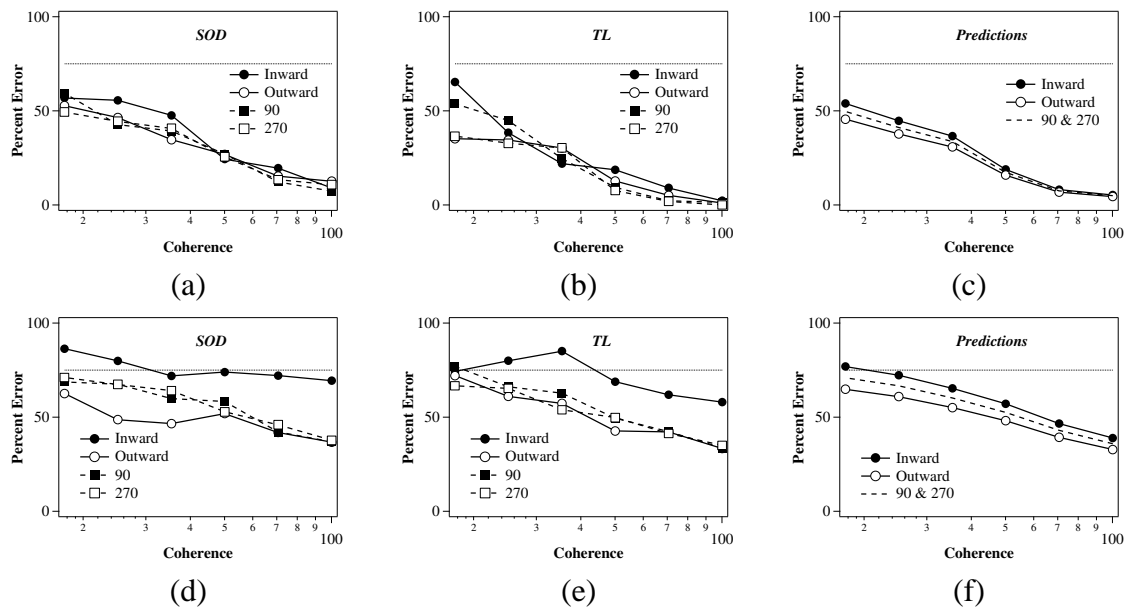 100
SOD
Percent Error
50
0
Inward
Outward
90
270
2
3
4
5
6
7
8
9
100
Coherence
(a)
100
TL
Percent Error
50
0
Inward
Outward
90
270
2
3
4
5
6
7
8
9
100
Coherence
(b)
100
Predictions
Percent Error
50
0
Inward
Outward
90 & 270
2
3
4
5
6
7
8
9
100
Coherence
(c)
100
SOD
Percent Error
50
0
Inward
Outward
90
270
2
3
4
5
6
7
8
9
100
Coherence
(d)
100
TL
Percent Error
50
0
Inward
Outward
90
270
2
3
4
5
6
7
8
9
100
Coherence
(e)
100
Predictions
Percent Error
50
0
Inward
Outward
90 & 270
2
3
4
5
6
7
8
9
100
Coherence
(f)